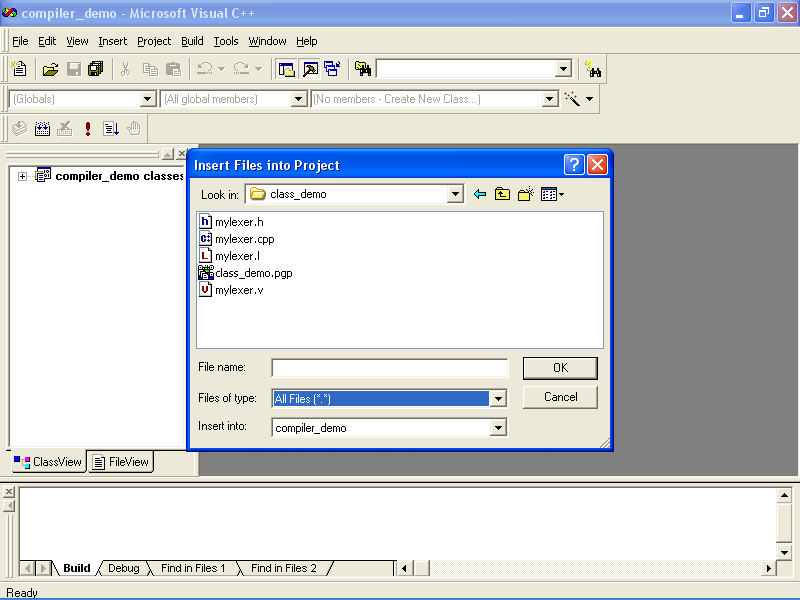 compiler_demo - Microsoft Visual C++
File Edit View Insert Project Build Tools Window Help
(Globals) (All global members) (No members - Create New Class...)
compiler_demo classes
Insert Files into Project
Look in: class_demo
mylexer.h
mylexer.cpp
mylexer.l
class_demo.pgp
mylexer.v
File name: OK
Files of type: All Files (*.*) Cancel
Insert into: compiler_demo
ClassView FileView
Build Debug Find in Files 1 Find in Files 2
Ready